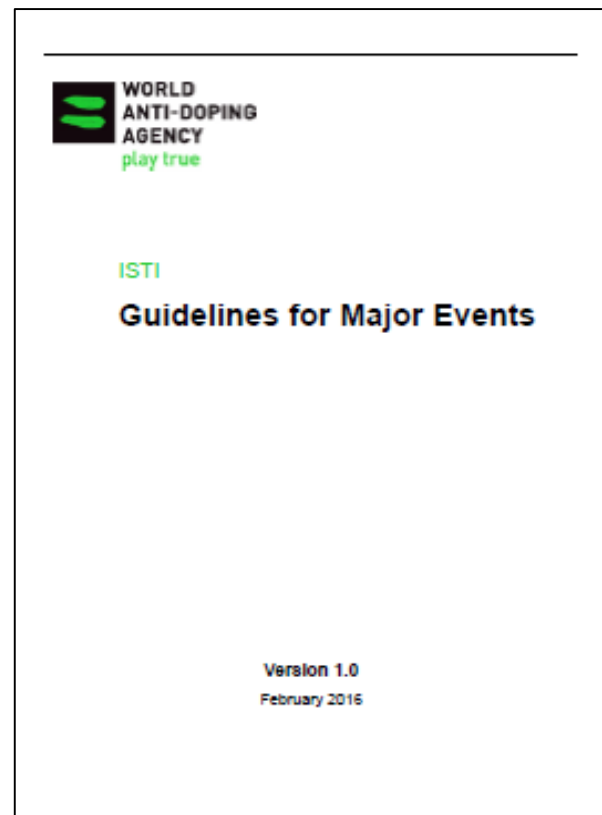 WORLD
ANTI-DOPING
AGENCY
play true
ISTI
Guidelines for Major Events
Version 1.0
February 2016